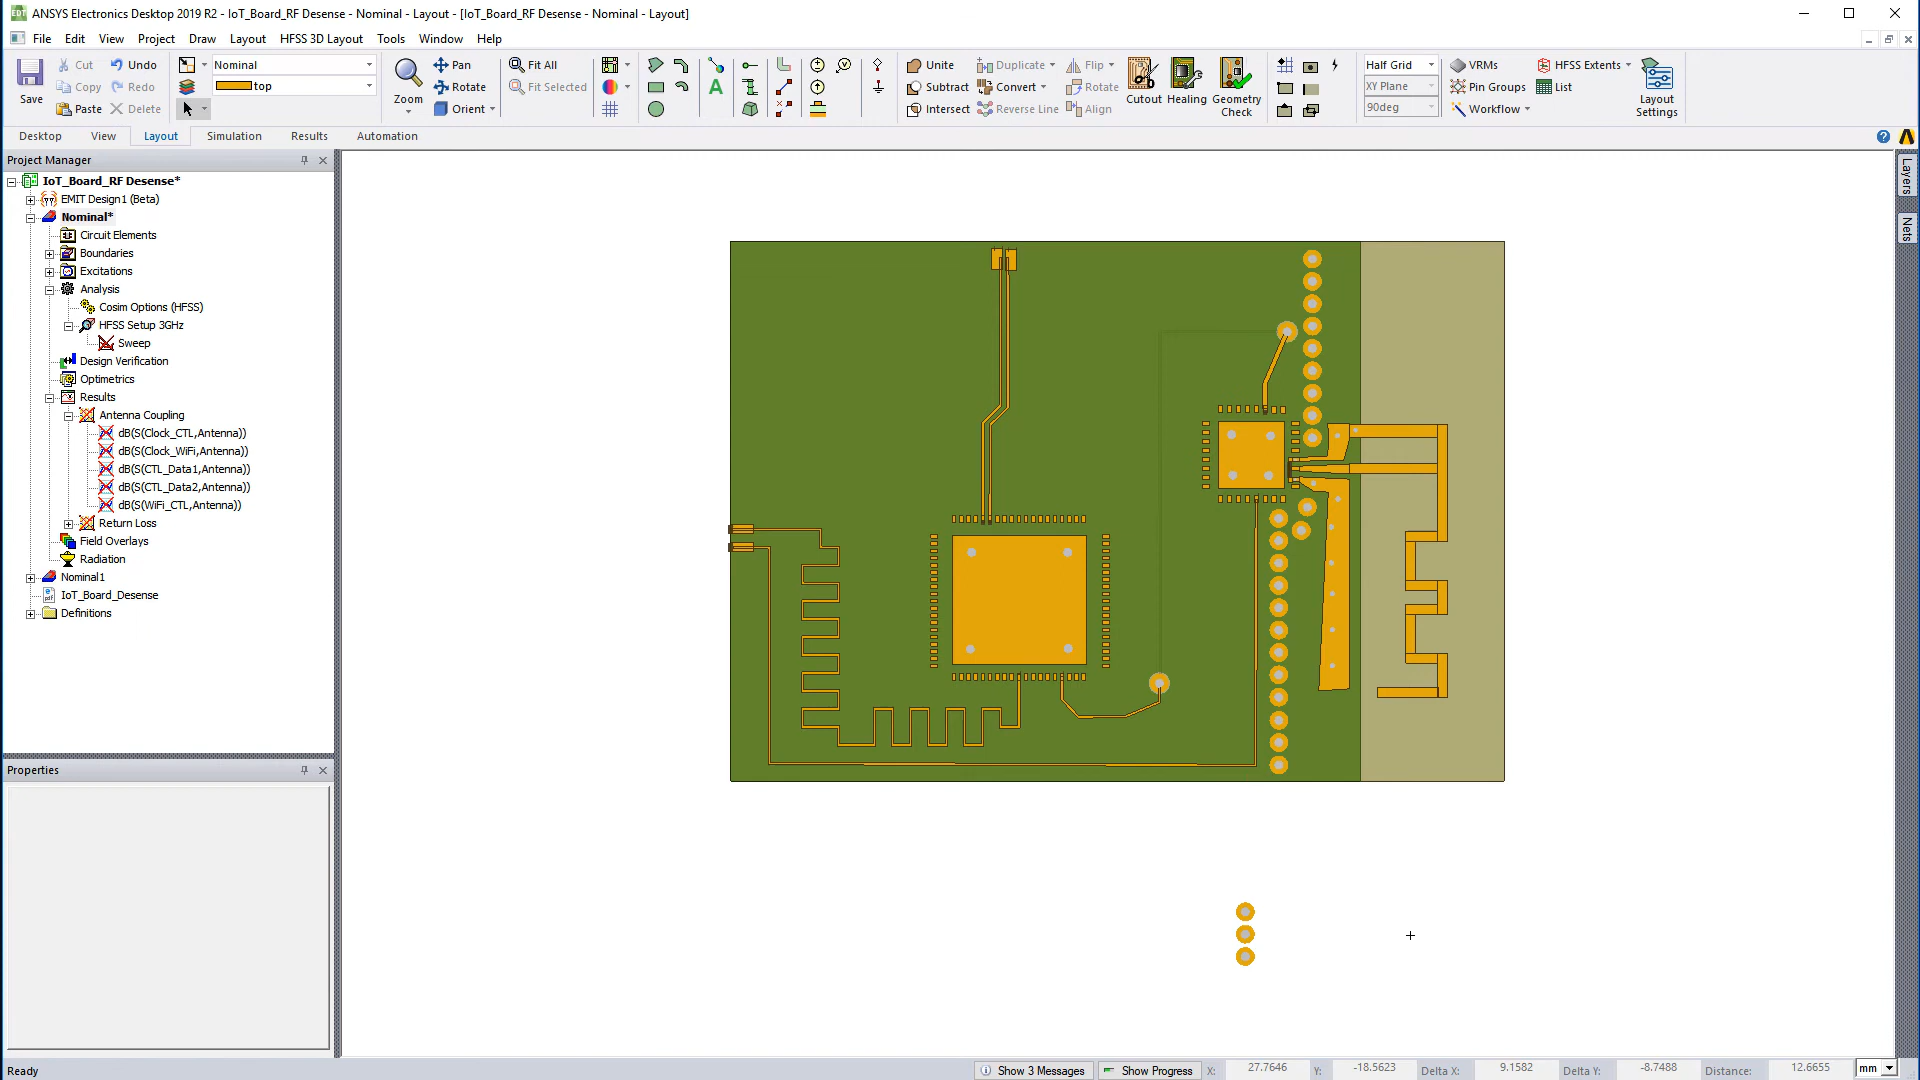 ANSYS Electronics Desktop 2019 R2 - IoT_Board_RF Desense - Nominal - Layout - [IoT_Board_RF Desense - Nominal - Layout]
File Edit View Project Draw Layout HFSS 3D Layout Tools Window Help
Save
Cut Undo
Copy Redo
Paste Delete
Nominal
top
Zoom
Pan
Rotate
Orient
Fit All
Fit Selected
A
Unite Duplicate Flip
Subtract Convert Rotate
Intersect Reverse Line Align
Cutout Healing Geometry Check
Half Grid
XY Plane
90deg
VRMs HFSS Extents
Pin Groups List
Workflow
Layout Settings
Desktop View Layout Simulation Results Automation
Project Manager
IoT_Board_RF Desense*
EMIT Design1 (Beta)
Nominal*
Circuit Elements
Boundaries
Excitations
Analysis
Cosim Options (HFSS)
HFSS Setup 3GHz
Sweep
Design Verification
Optimetrics
Results
Antenna Coupling
dB(S(Clock_CTL,Antenna))
dB(S(Clock_WiFi,Antenna))
dB(S(CTL_Data1,Antenna))
dB(S(CTL_Data2,Antenna))
dB(S(WiFi_CTL,Antenna))
Return Loss
Field Overlays
Radiation
Nominal1
IoT_Board_Desense
Definitions
Layers
Nets
Properties
Ready
Show 3 Messages Show Progress X: 27.7646 Y: -18.5623 Delta X: 9.1582 Delta Y: -8.7488 Distance: 12.6655 mm